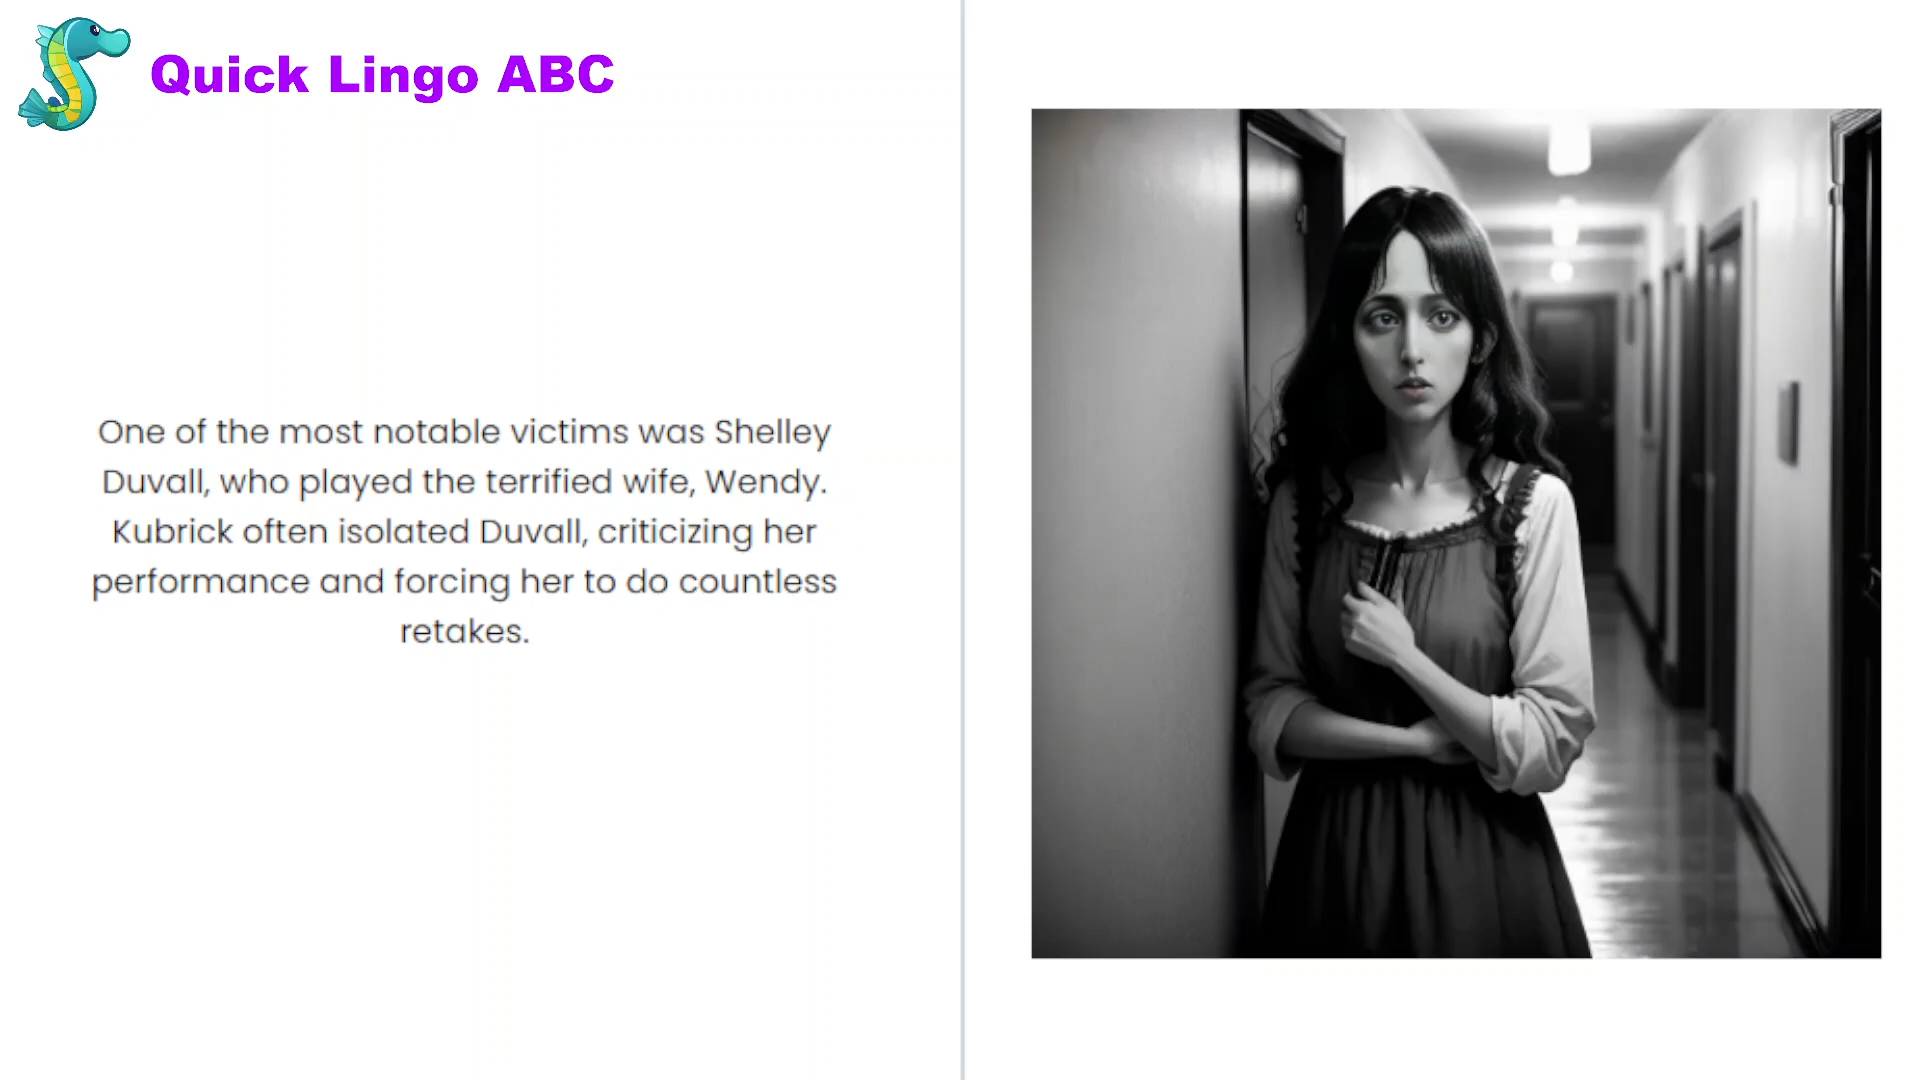 Quick Lingo ABC
One of the most notable victims was Shelley
Duvall, who played the terrified wife, Wendy.
Kubrick often isolated Duvall, criticizing her
performance and forcing her to do countless
retakes.